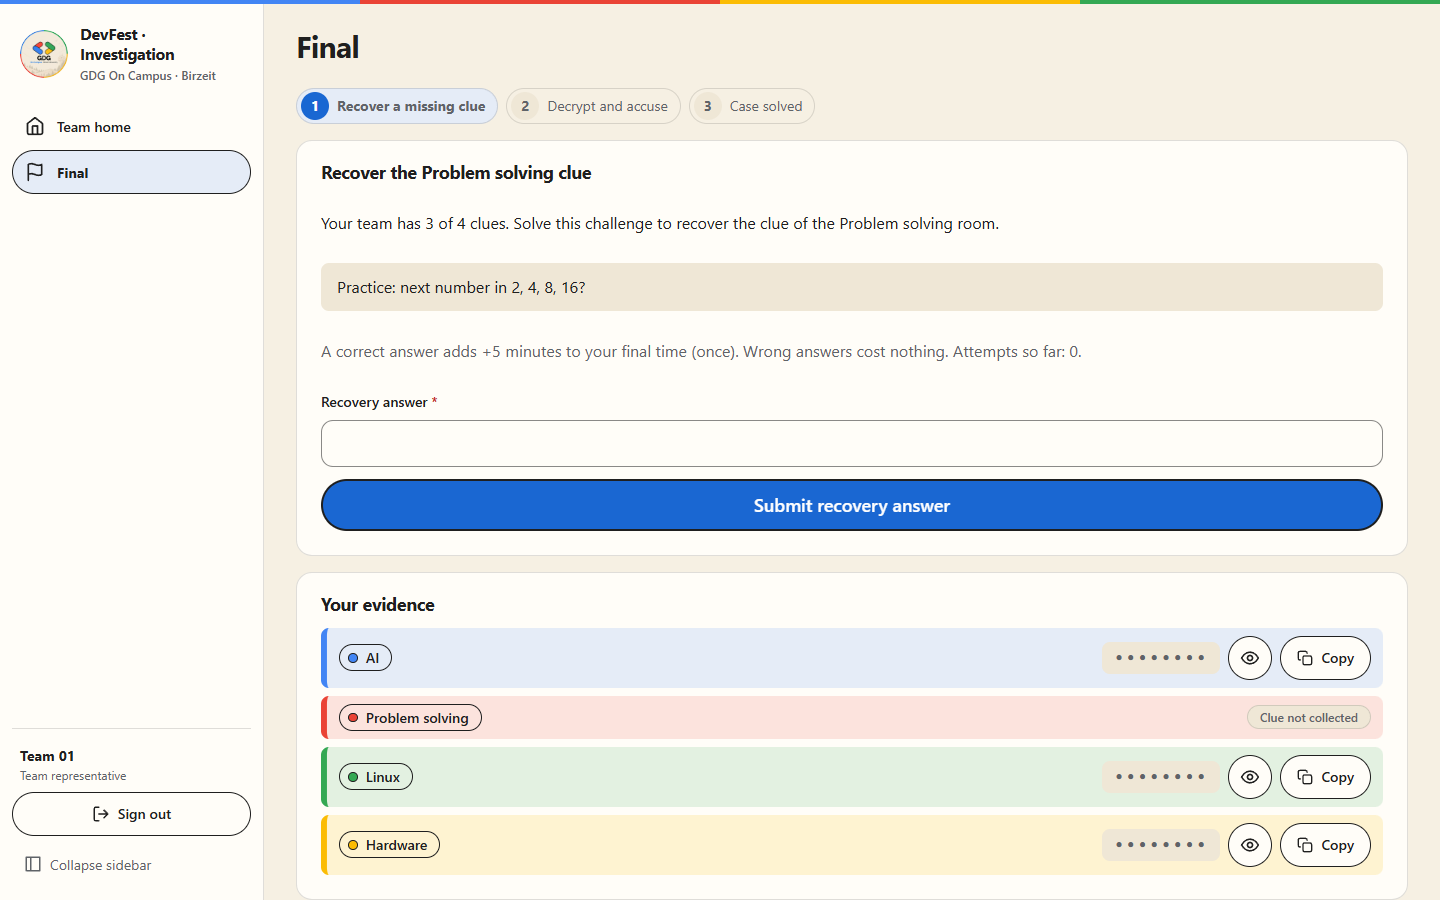 DevFest ·
Investigation
GDG On Campus · Birzeit
GDG
Team home
Final
Team 01
Team representative
Sign out
Collapse sidebar
Final
1 Recover a missing clue
2 Decrypt and accuse
3 Case solved
Recover the Problem solving clue
Your team has 3 of 4 clues. Solve this challenge to recover the clue of the Problem solving room.
Practice: next number in 2, 4, 8, 16?
A correct answer adds +5 minutes to your final time (once). Wrong answers cost nothing. Attempts so far: 0.
Recovery answer *
Submit recovery answer
Your evidence
AI •••••••• Copy
Problem solving Clue not collected
Linux •••••••• Copy
Hardware •••••••• Copy